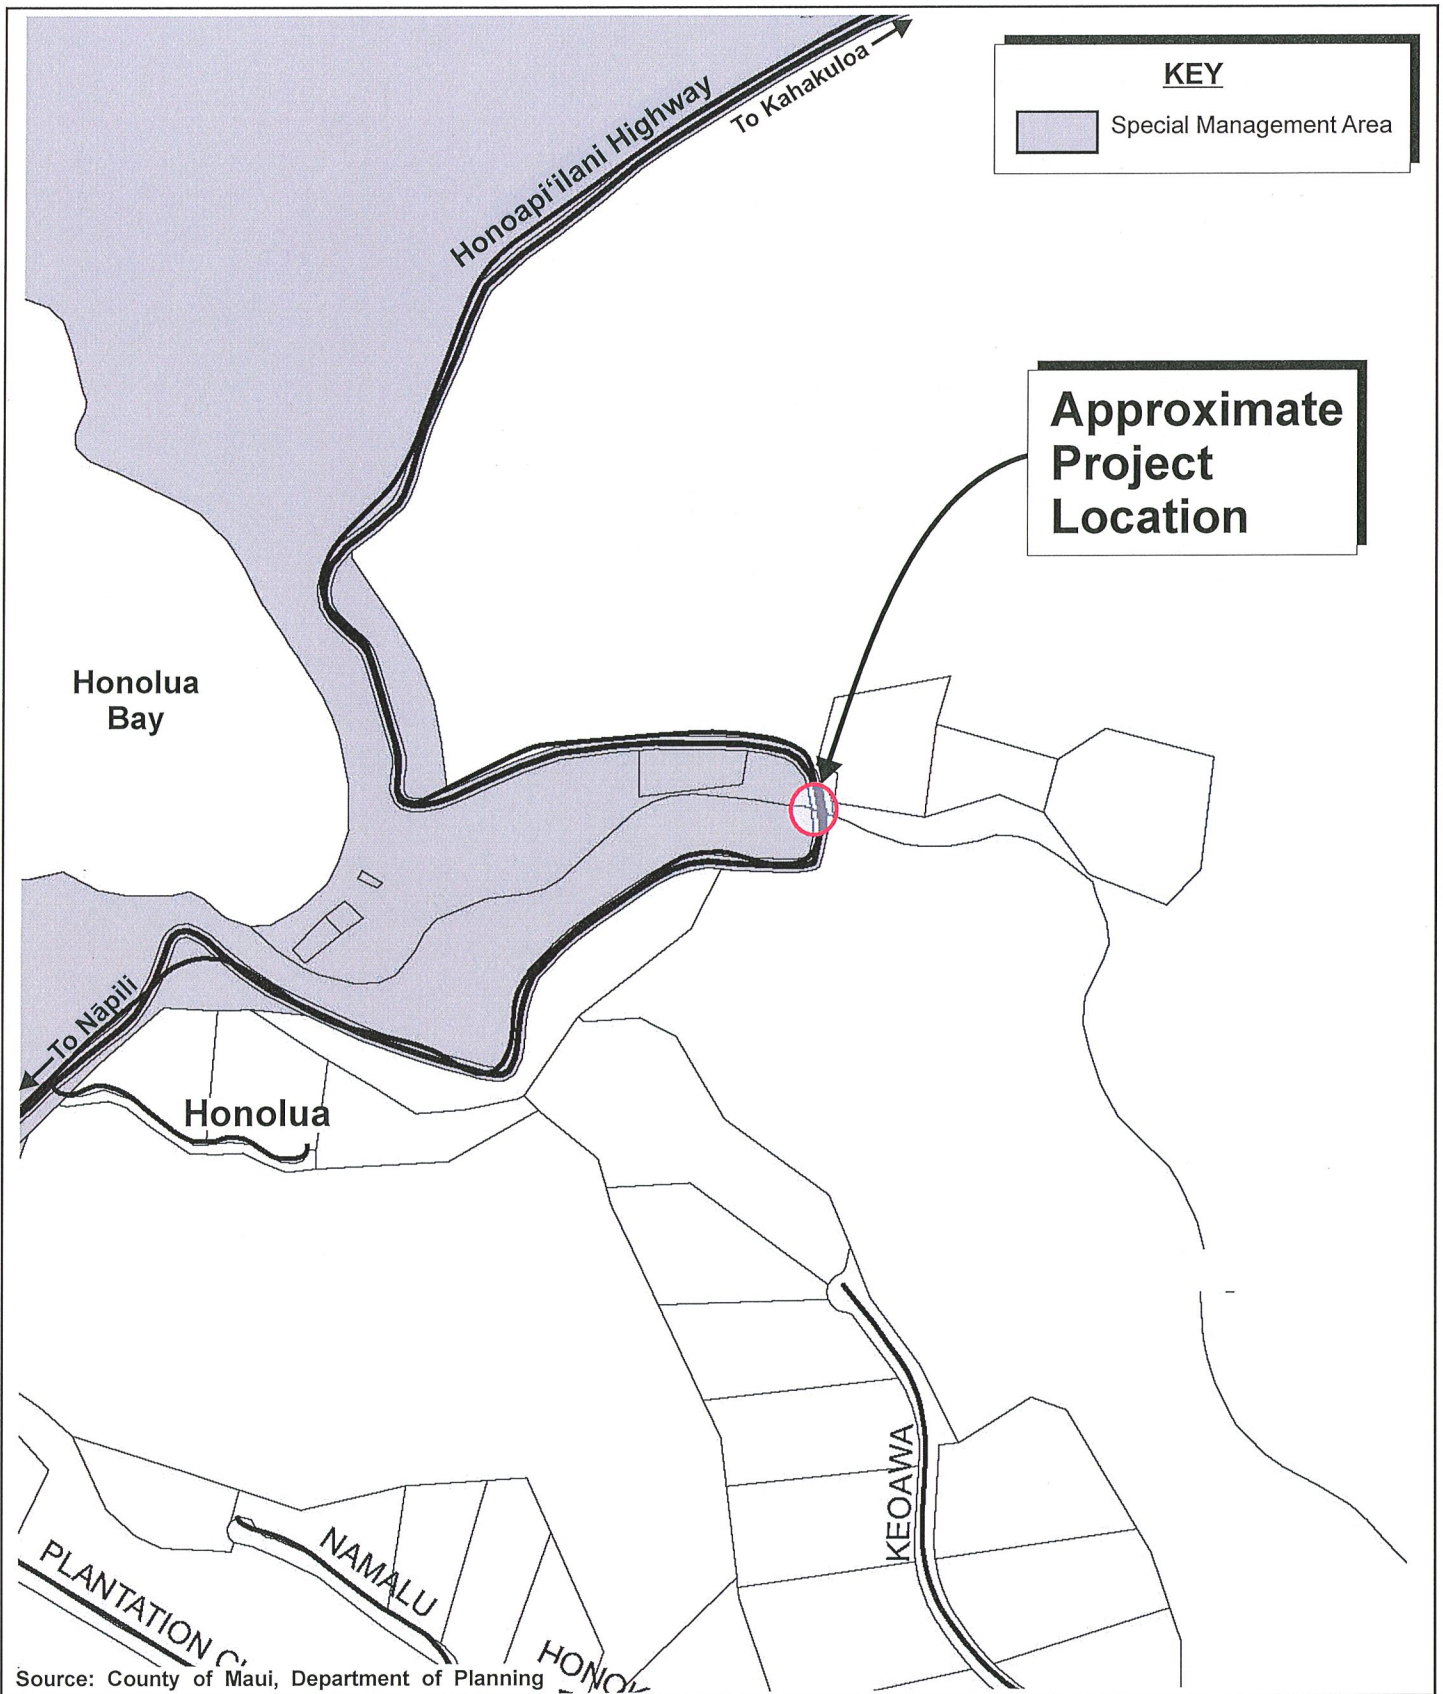 KEY
Special Management Area
Honoapi‘ilani Highway
To Kahakuloa
Approximate
Project
Location
Honolua
Bay
To Nāpili
Honolua
KEOAWA
NAMALU
PLANTATION
Source: County of Maui, Department of Planning